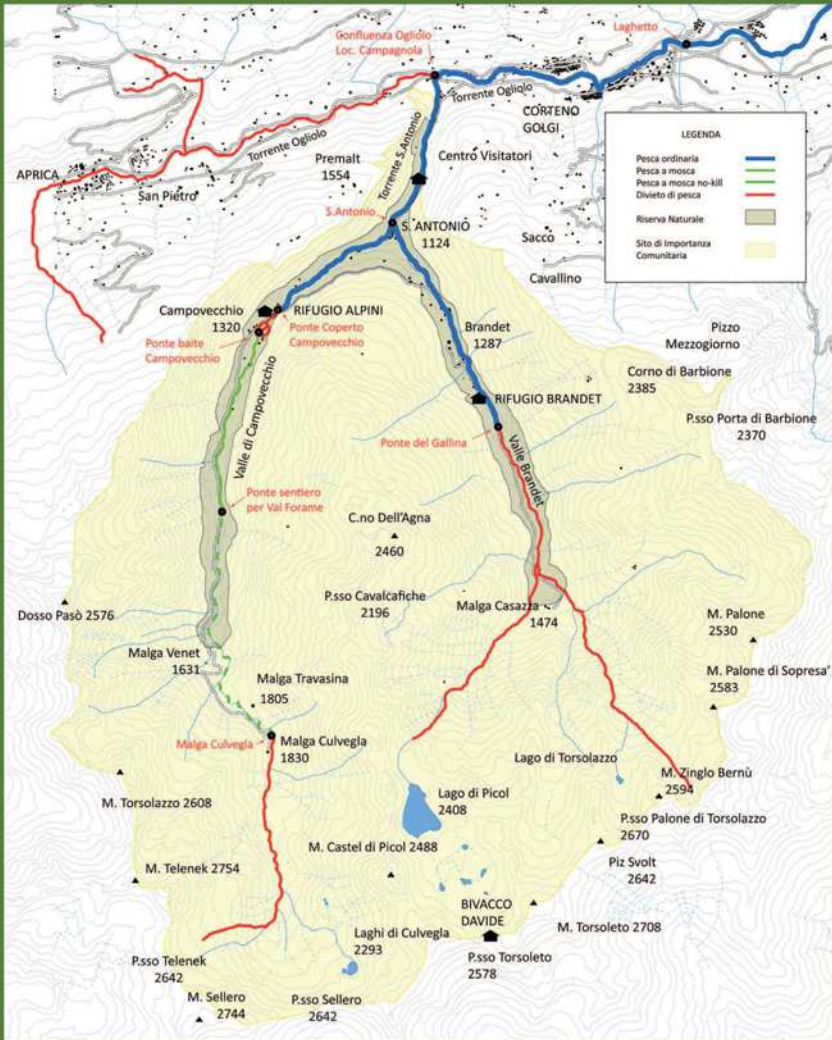 Confluenza Ogliolo
Loc. Campagnola
Laghetto
Torrente Ogliolo
CORTENO
GOLGI
Torrente Ogliolo
APRICA
San Pietro
Premalt
1554
Torrente S.Antonio
Centro Visitatori
S.Antonio
S. ANTONIO
1124
Sacco
Cavallino
LEGENDA
Pesca ordinaria
Pesca a mosca
Pesca a mosca no-kill
Divieto di pesca
Riserva Naturale
Sito di Importanza
Comunitaria
Campovecchio
1320
RIFUGIO ALPINI
Ponte Coperto
Campovecchio
Ponte baite
Campovecchio
Brandet
1287
Pizzo
Mezzogiorno
Corno di Barbione
2385
RIFUGIO BRANDET
P.sso Porta di Barbione
2370
Valle di Campovecchio
Ponte del Gallina
Valle Brandet
Ponte sentiero
per Val Forame
C.no Dell'Agna
2460
P.sso Cavalcafiche
2196
Malga Casazza
1474
Dosso Pasò 2576
M. Palone
2530
Malga Venet
1631
Malga Travasina
1805
M. Palone di Sopresa'
2583
Malga Culvegla
Malga Culvegla
1830
Lago di Torsolazzo
M. Zinglo Bernù
2594
M. Torsolazzo 2608
Lago di Picol
2408
P.sso Palone di Torsolazzo
2670
M. Castel di Picol 2488
Piz Svolt
2642
M. Telenek 2754
BIVACCO
DAVIDE
M. Torsoleto 2708
Laghi di Culvegla
2293
P.sso Torsoleto
2578
P.sso Telenek
2642
M. Sellero
2744
P.sso Sellero
2642